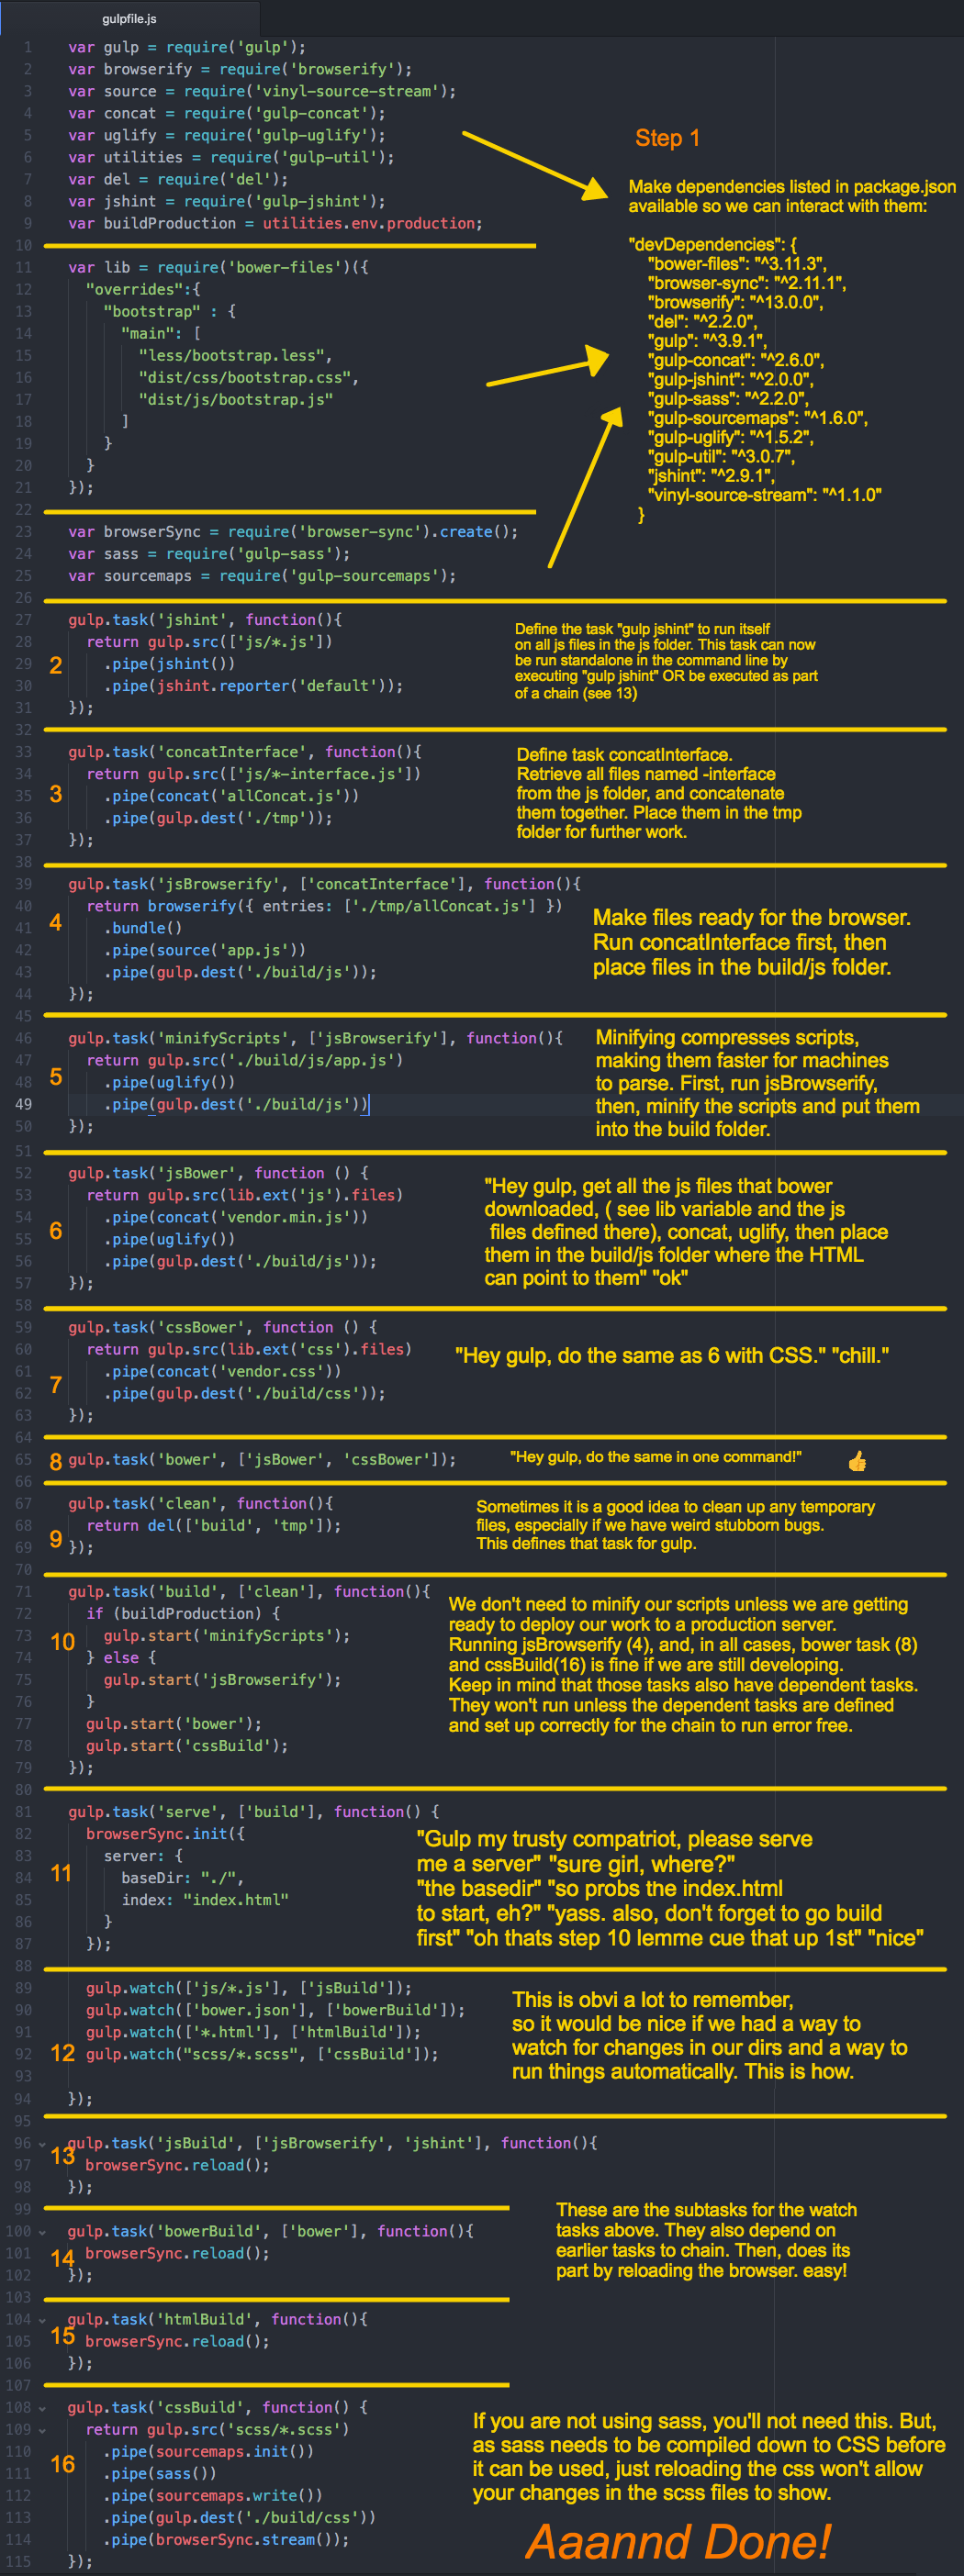 gulpfile.js
1 var gulp = require('gulp');
2 var browserify = require('browserify');
3 var source = require('vinyl-source-stream');
4 var concat = require('gulp-concat');
5 var uglify = require('gulp-uglify');
6 var utilities = require('gulp-util');
7 var del = require('del');
8 var jshint = require('gulp-jshint');
9 var buildProduction = utilities.env.production;
10
Step 1
Make dependencies listed in package.json
available so we can interact with them:
"devDependencies": {
"bower-files": "^3.11.3",
"browser-sync": "^2.11.1",
"browserify": "^13.0.0",
"del": "^2.2.0",
"gulp": "^3.9.1",
"gulp-concat": "^2.6.0",
"gulp-jshint": "^2.0.0",
"gulp-sass": "^2.2.0",
"gulp-sourcemaps": "^1.6.0",
"gulp-uglify": "^1.5.2",
"gulp-util": "^3.0.7",
"jshint": "^2.9.1",
"vinyl-source-stream": "^1.1.0"
}
11 var lib = require('bower-files')({
12 "overrides":{
13 "bootstrap" : {
14 "main": [
15 "less/bootstrap.less",
16 "dist/css/bootstrap.css",
17 "dist/js/bootstrap.js"
18 ]
19 }
20 }
21 });
22
23 var browserSync = require('browser-sync').create();
24 var sass = require('gulp-sass');
25 var sourcemaps = require('gulp-sourcemaps');
26
27 gulp.task('jshint', function(){
28 return gulp.src(['js/*.js'])
29 .pipe(jshint())
30 .pipe(jshint.reporter('default'));
31 });
32
2
Define the task "gulp jshint" to run itself
on all js files in the js folder. This task can now
be run standalone in the command line by
executing "gulp jshint" OR be executed as part
of a chain (see 13)
33 gulp.task('concatInterface', function(){
34 return gulp.src(['js/*-interface.js'])
35 .pipe(concat('allConcat.js'))
36 .pipe(gulp.dest('./tmp'));
37 });
38
3
Define task concatInterface.
Retrieve all files named -interface
from the js folder, and concatenate
them together. Place them in the tmp
folder for further work.
39 gulp.task('jsBrowserify', ['concatInterface'], function(){
40 return browserify({ entries: ['./tmp/allConcat.js'] })
41 .bundle()
42 .pipe(source('app.js'))
43 .pipe(gulp.dest('./build/js'));
44 });
45
4
Make files ready for the browser.
Run concatInterface first, then
place files in the build/js folder.
46 gulp.task('minifyScripts', ['jsBrowserify'], function(){
47 return gulp.src('./build/js/app.js')
48 .pipe(uglify())
49 .pipe(gulp.dest('./build/js'))
50 });
51
5
Minifying compresses scripts,
making them faster for machines
to parse. First, run jsBrowserify,
then, minify the scripts and put them
into the build folder.
52 gulp.task('jsBower', function () {
53 return gulp.src(lib.ext('js').files)
54 .pipe(concat('vendor.min.js'))
55 .pipe(uglify())
56 .pipe(gulp.dest('./build/js'));
57 });
58
6
"Hey gulp, get all the js files that bower
downloaded, ( see lib variable and the js
files defined there), concat, uglify, then place
them in the build/js folder where the HTML
can point to them" "ok"
59 gulp.task('cssBower', function () {
60 return gulp.src(lib.ext('css').files)
61 .pipe(concat('vendor.css'))
62 .pipe(gulp.dest('./build/css'));
63 });
64
7
"Hey gulp, do the same as 6 with CSS." "chill."
65 gulp.task('bower', ['jsBower', 'cssBower']);
66
8
"Hey gulp, do the same in one command!" 👍
67 gulp.task('clean', function(){
68 return del(['build', 'tmp']);
69 });
70
9
Sometimes it is a good idea to clean up any temporary
files, especially if we have weird stubborn bugs.
This defines that task for gulp.
71 gulp.task('build', ['clean'], function(){
72 if (buildProduction) {
73 gulp.start('minifyScripts');
74 } else {
75 gulp.start('jsBrowserify');
76 }
77 gulp.start('bower');
78 gulp.start('cssBuild');
79 });
80
10
We don't need to minify our scripts unless we are getting
ready to deploy our work to a production server.
Running jsBrowserify (4), and, in all cases, bower task (8)
and cssBuild(16) is fine if we are still developing.
Keep in mind that those tasks also have dependent tasks.
They won't run unless the dependent tasks are defined
and set up correctly for the chain to run error free.
81 gulp.task('serve', ['build'], function() {
82 browserSync.init({
83 server: {
84 baseDir: "./",
85 index: "index.html"
86 }
87 });
88
11
"Gulp my trusty compatriot, please serve
me a server" "sure girl, where?"
"the basedir" "so probs the index.html
to start, eh?" "yass. also, don't forget to go build
first" "oh thats step 10 lemme cue that up 1st" "nice"
89 gulp.watch(['js/*.js'], ['jsBuild']);
90 gulp.watch(['bower.json'], ['bowerBuild']);
91 gulp.watch(['*.html'], ['htmlBuild']);
92 gulp.watch("scss/*.scss", ['cssBuild']);
93
94 });
95
12
This is obvi a lot to remember,
so it would be nice if we had a way to
watch for changes in our dirs and a way to
run things automatically. This is how.
96 gulp.task('jsBuild', ['jsBrowserify', 'jshint'], function(){
97 browserSync.reload();
98 });
99
13
100 gulp.task('bowerBuild', ['bower'], function(){
101 browserSync.reload();
102 });
103
14
These are the subtasks for the watch
tasks above. They also depend on
earlier tasks to chain. Then, does its
part by reloading the browser. easy!
104 gulp.task('htmlBuild', function(){
105 browserSync.reload();
106 });
107
15
108 gulp.task('cssBuild', function() {
109 return gulp.src('scss/*.scss')
110 .pipe(sourcemaps.init())
111 .pipe(sass())
112 .pipe(sourcemaps.write())
113 .pipe(gulp.dest('./build/css'))
114 .pipe(browserSync.stream());
115 });
16
If you are not using sass, you'll not need this. But,
as sass needs to be compiled down to CSS before
it can be used, just reloading the css won't allow
your changes in the scss files to show.
Aaannd Done!